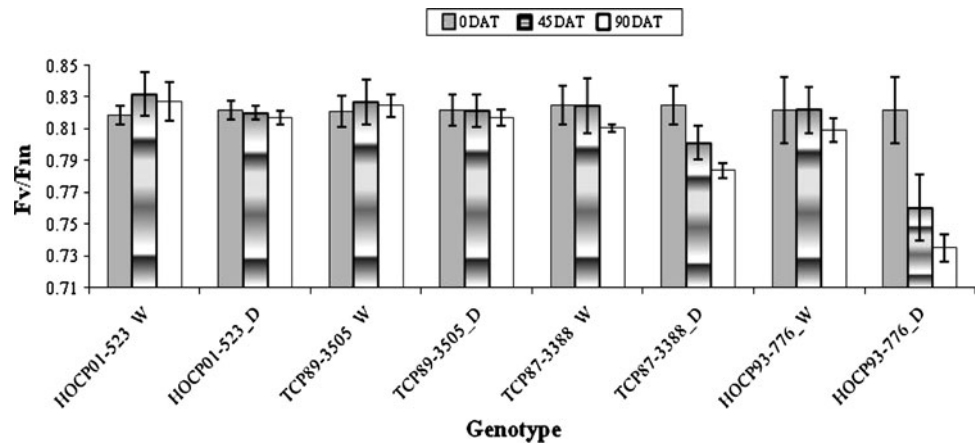 0DAT 45DAT 90DAT
Fv/Fm
0.85
0.83
0.81
0.79
0.77
0.75
0.73
0.71
HOCP01-523_W
HOCP01-523_D
TCP89-3505_W
TCP89-3505_D
TCP87-3388_W
TCP87-3388_D
HOCP93-776_W
HOCP93-776_D
Genotype